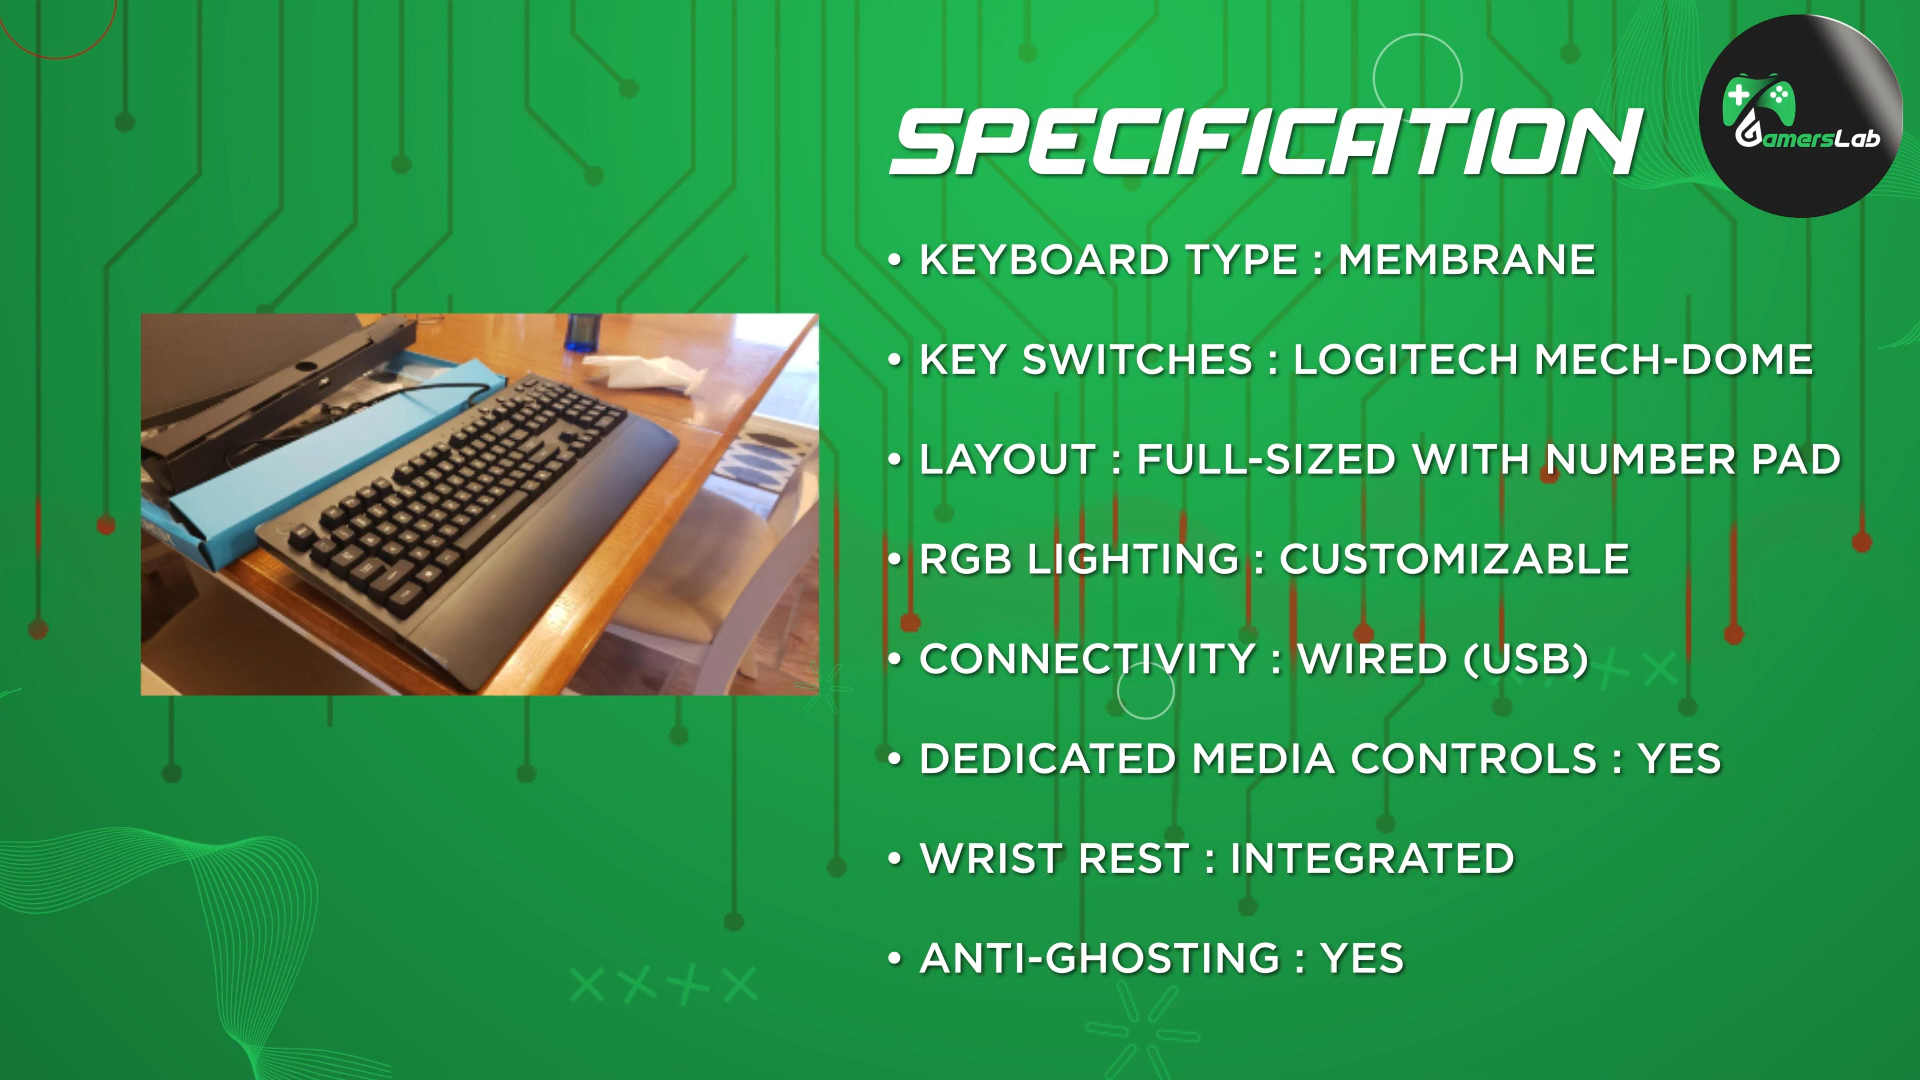 SPECIFICATION
GamersLab
• KEYBOARD TYPE : MEMBRANE
• KEY SWITCHES : LOGITECH MECH-DOME
• LAYOUT : FULL-SIZED WITH NUMBER PAD
• RGB LIGHTING : CUSTOMIZABLE
• CONNECTIVITY : WIRED (USB)
• DEDICATED MEDIA CONTROLS : YES
• WRIST REST : INTEGRATED
• ANTI-GHOSTING : YES